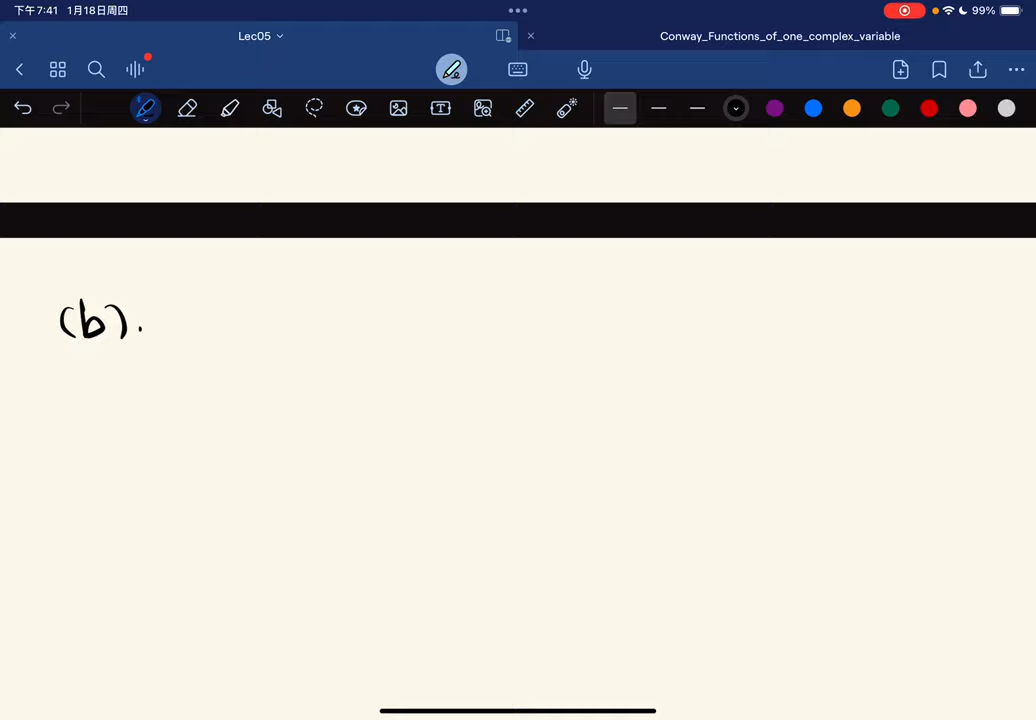 下午7:41 1月18日周四 99%
Lec05 Conway_Functions_of_one_complex_variable
(b).